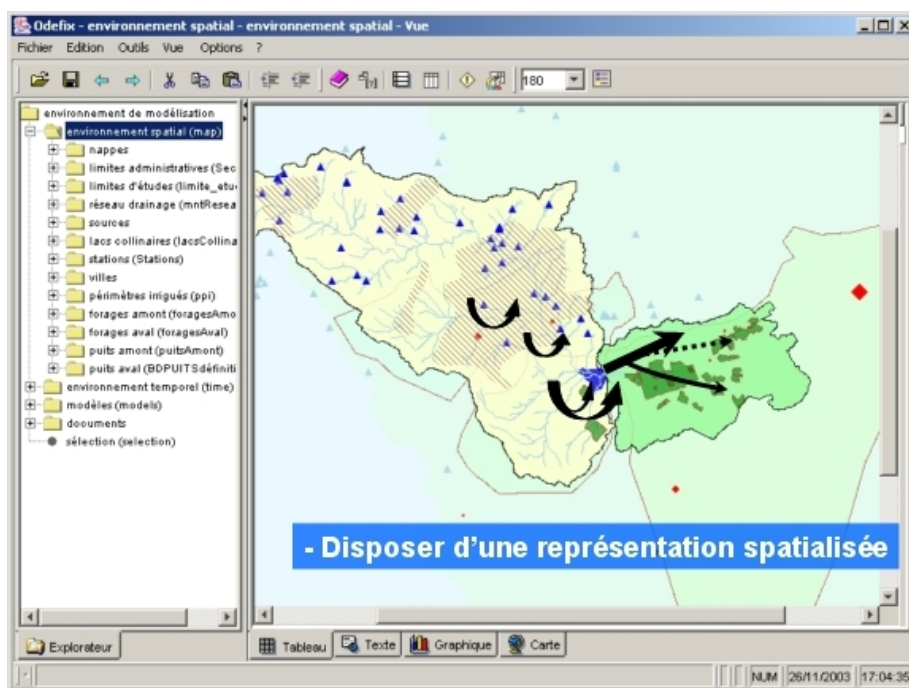 Odefix - environnement spatial - environnement spatial - Vue
Fichier Edition Outils Vue Options ?
180
environnement de modélisation
environnement spatial (map)
nappes
limites administratives (Sec
limites d'études (limite_etu
réseau drainage (mntResea
sources
lacs collinaires (lacsCollina
stations (Stations)
villes
périmètres irrigués (ppi)
forages amont (foragesAmo
forages aval (foragesAval)
puits amont (puitsAmont)
puits aval (BDPUITSdéfiniti
environnement temporel (time)
modèles (models)
documents
sélection (selection)
- Disposer d'une représentation spatialisée
Explorateur
Tableau Texte Graphique Carte
NUM 26/11/2003 17:04:35